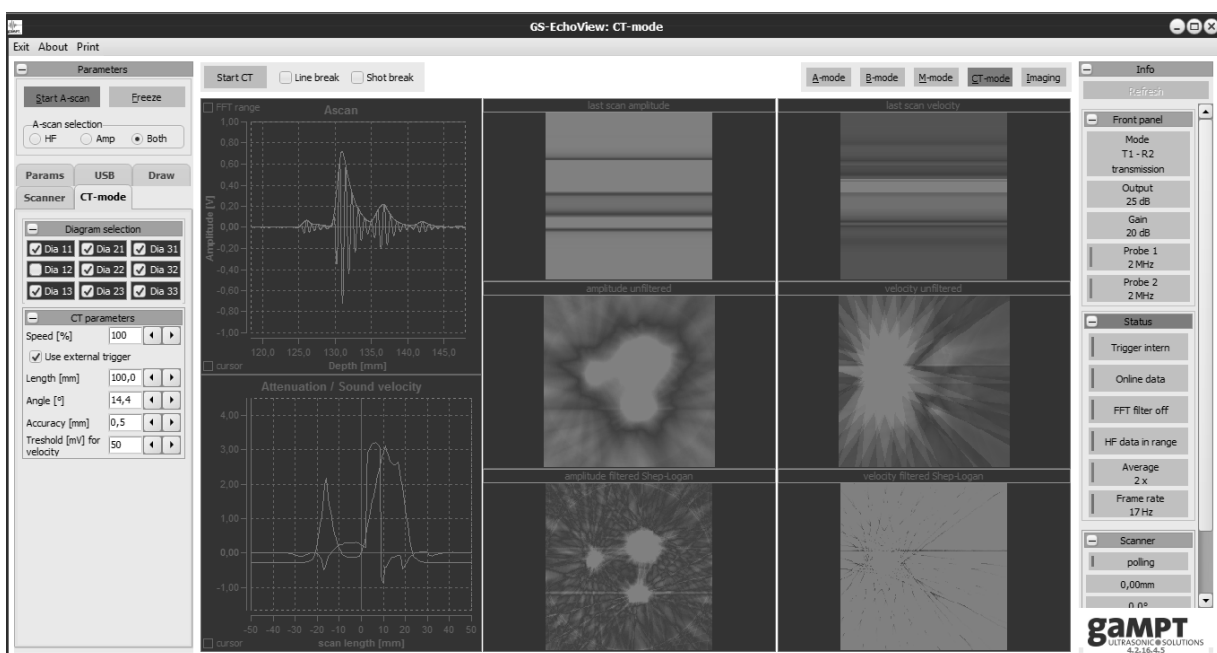 GS-EchoView: CT-mode
Exit About Print
Parameters
Start A-scan Freeze
A-scan selection
HF Amp Both
Params USB Draw
Scanner CT-mode
Diagram selection
Dia 11 Dia 21 Dia 31
Dia 12 Dia 22 Dia 32
Dia 13 Dia 23 Dia 33
CT parameters
Speed [%] 100
Use external trigger
Length [mm] 100,0
Angle [º] 14,4
Accuracy [mm] 0,5
Treshold [mV] for
velocity 50
Start CT Line break Shot break
A-mode B-mode M-mode CT-mode Imaging
FFT range Ascan
1,00
0,80
0,60
0,40
0,20
0,00
-0,20
-0,40
-0,60
-0,80
-1,00
Amplitude [V]
120,0 125,0 130,0 135,0 140,0 145,0
cursor Depth [mm]
Attenuation / Sound velocity
4,00
3,00
2,00
1,00
0,00
-1,00
-50 -40 -30 -20 -10 0 10 20 30 40 50
cursor scan length [mm]
last scan amplitude
last scan velocity
amplitude unfiltered
velocity unfiltered
amplitude filtered Shep-Logan
velocity filtered Shep-Logan
Info
Refresh
Front panel
Mode
T1 - R2
transmission
Output
25 dB
Gain
20 dB
Probe 1
2 MHz
Probe 2
2 MHz
Status
Trigger intern
Online data
FFT filter off
HF data in range
Average
2 x
Frame rate
17 Hz
Scanner
polling
0,00mm
0,0°
gaMPT
ULTRASONIC SOLUTIONS
4.2.16.4.5